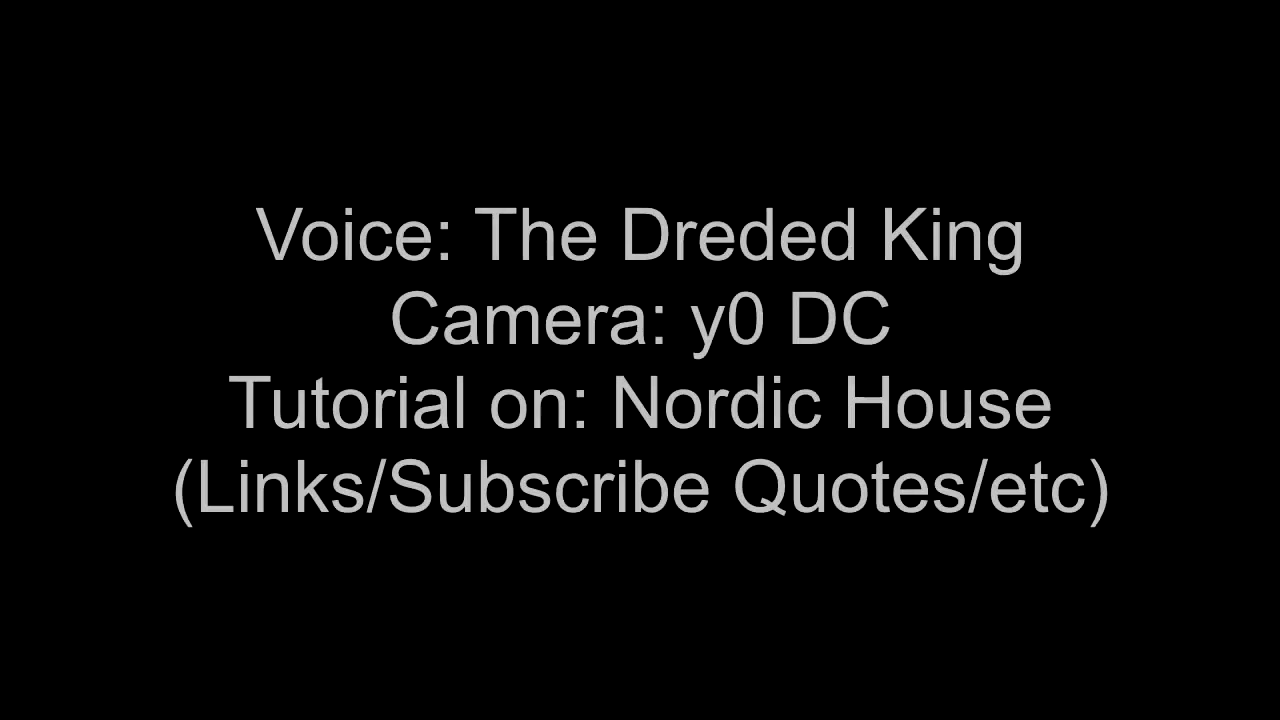 Voice: The Dreded King
Camera: y0 DC
Tutorial on: Nordic House
(Links/Subscribe Quotes/etc)